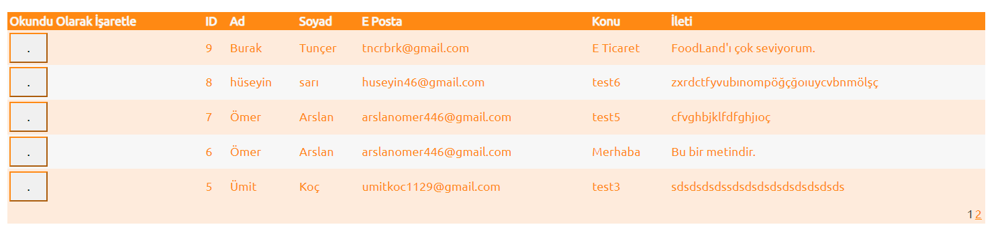 Okundu Olarak İşaretle ID Ad Soyad E Posta Konu İleti
. 9 Burak Tunçer tncrbrk@gmail.com E Ticaret FoodLand'ı çok seviyorum.
. 8 hüseyin sarı huseyin46@gmail.com test6 zxrdctfyvubınompöğçğoıuycvbnmölşç
. 7 Ömer Arslan arslanomer446@gmail.com test5 cfvghbjklfdfghjıoç
. 6 Ömer Arslan arslanomer446@gmail.com Merhaba Bu bir metindir.
. 5 Ümit Koç umitkoc1129@gmail.com test3 sdsdsdsdssdsdsdsdsdsdsdsdsds
1 2